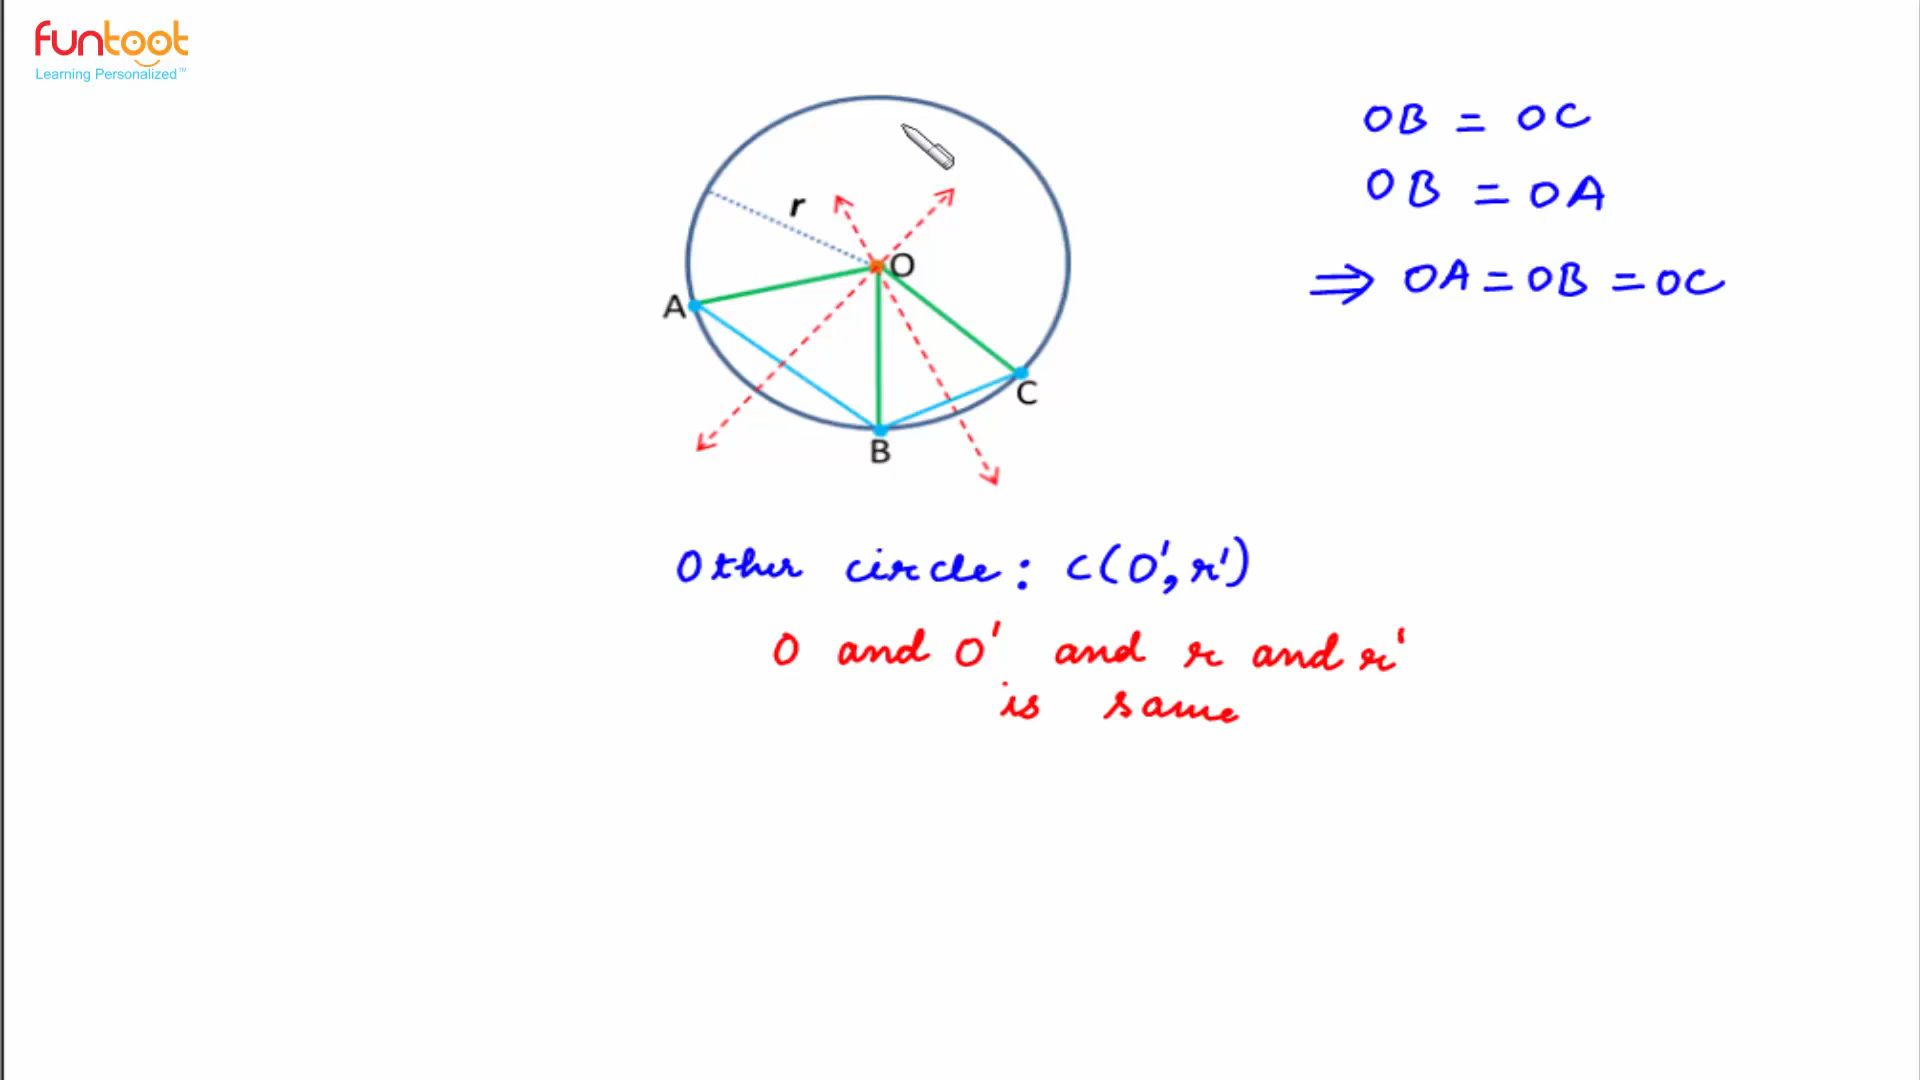 funtoot
Learning Personalized™
OB = OC
OB = OA
⇒ OA = OB = OC
r
O
A
C
B
Other circle: C(O', r')
O and O' and r and r'
is same